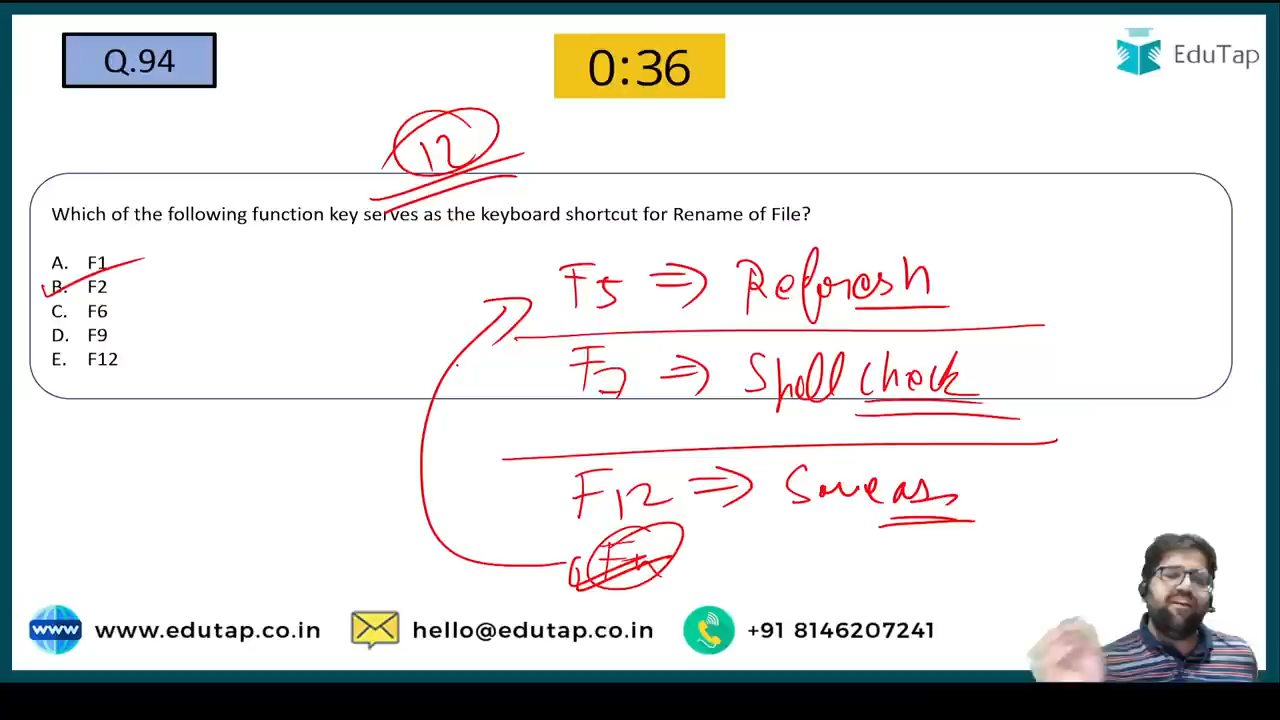 Q.94
0:36
EduTap
12
Which of the following function key serves as the keyboard shortcut for Rename of File?
A. F1
B. F2
C. F6
D. F9
E. F12
F5 ⇒ Refresh
F7 ⇒ Spell check
F12 ⇒ Save as
www
www.edutap.co.in
hello@edutap.co.in
+91 8146207241